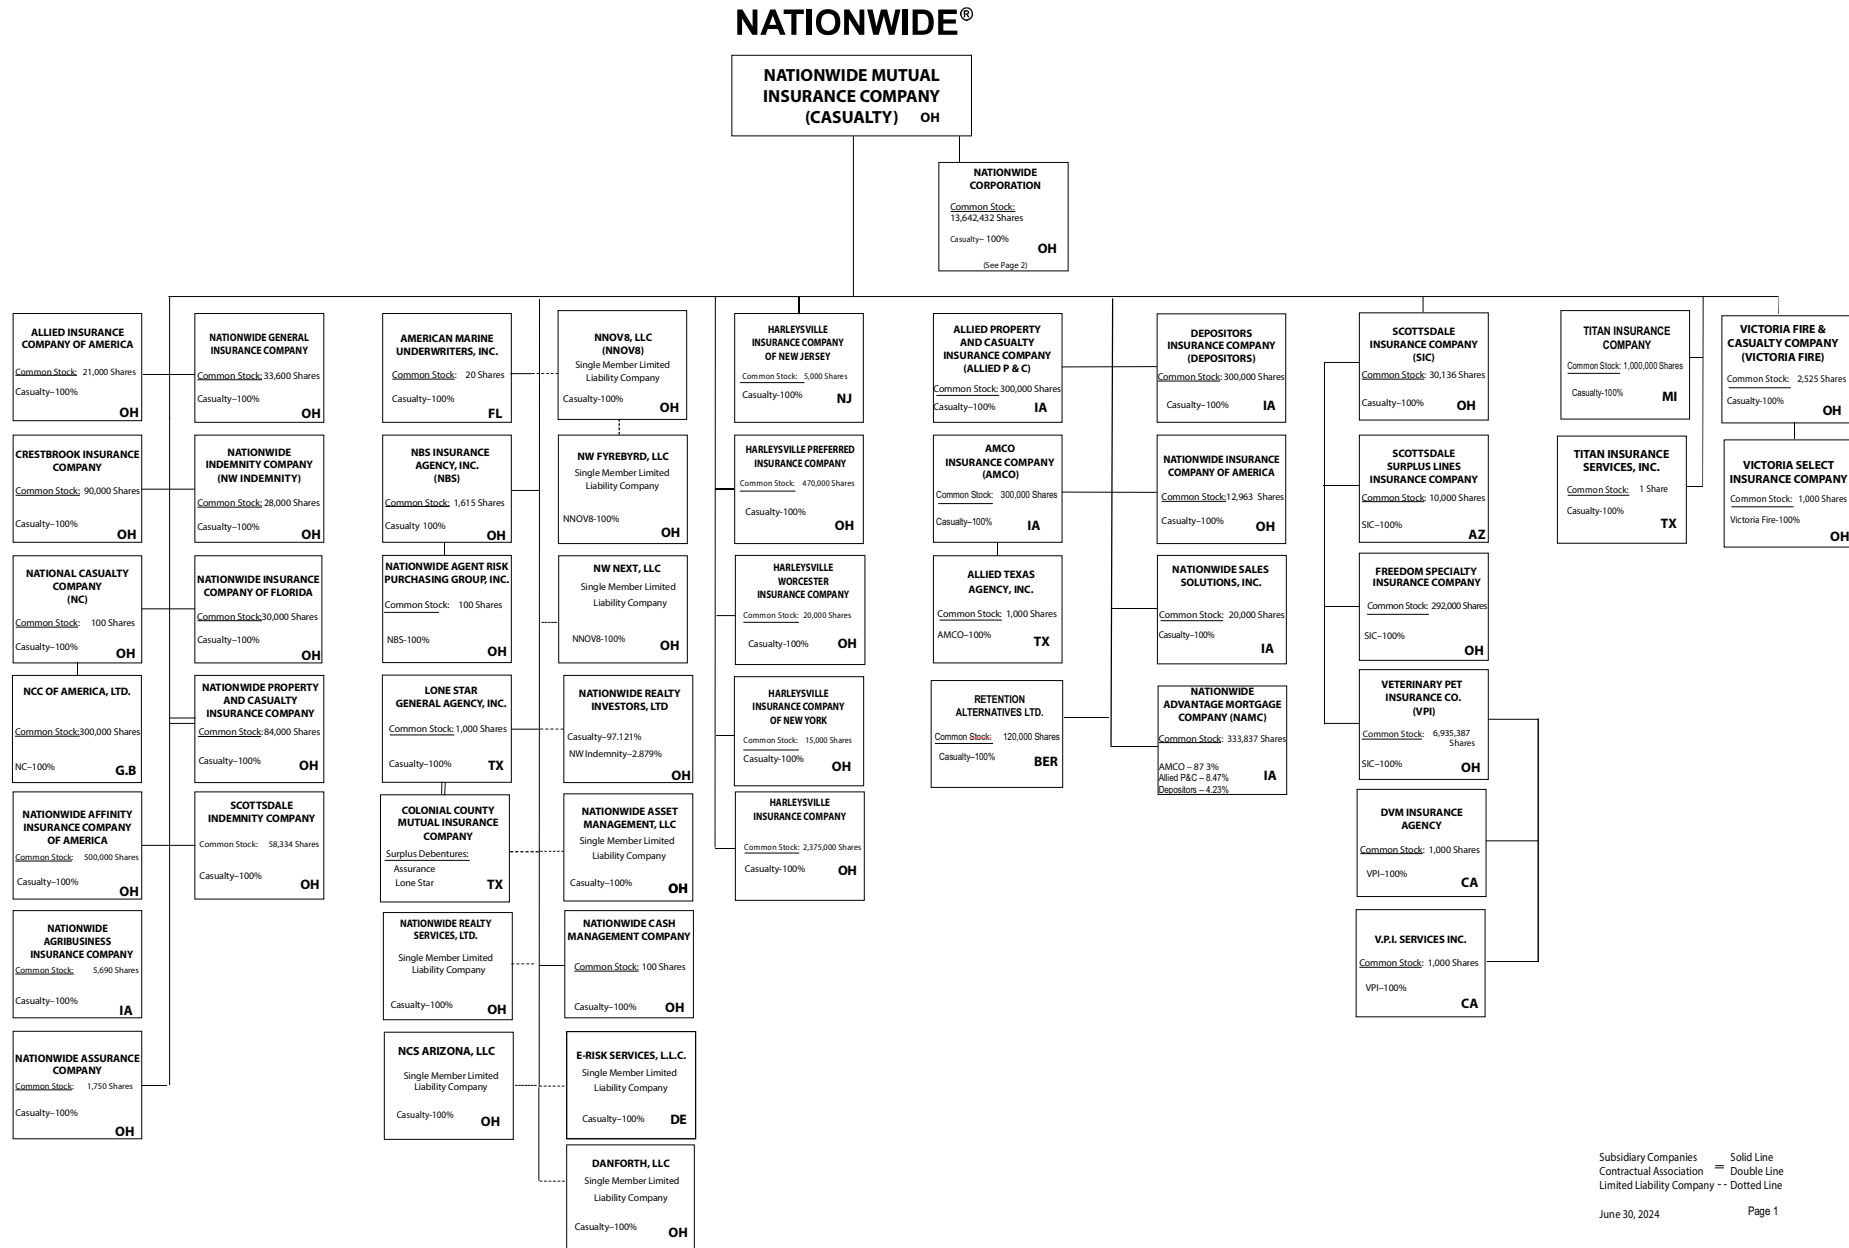 NATIONWIDE®
NATIONWIDE MUTUAL
INSURANCE COMPANY
(CASUALTY) OH
NATIONWIDE
CORPORATION
Common Stock:
13,642,432 Shares
Casualty– 100%
OH
(See Page 2)
ALLIED INSURANCE
COMPANY OF AMERICA
Common Stock: 21,000 Shares
Casualty–100%
OH
CRESTBROOK INSURANCE
COMPANY
Common Stock: 90,000 Shares
Casualty–100%
OH
NATIONAL CASUALTY
COMPANY
(NC)
Common Stock: 100 Shares
Casualty–100%
OH
NCC OF AMERICA, LTD.
Common Stock:300,000 Shares
NC–100%
G.B
NATIONWIDE AFFINITY
INSURANCE COMPANY
OF AMERICA
Common Stock: 500,000 Shares
Casualty–100%
OH
NATIONWIDE
AGRIBUSINESS
INSURANCE COMPANY
Common Stock: 5,690 Shares
Casualty–100%
IA
NATIONWIDE ASSURANCE
COMPANY
Common Stock: 1,750 Shares
Casualty–100%
OH
NATIONWIDE GENERAL
INSURANCE COMPANY
Common Stock: 33,600 Shares
Casualty–100%
OH
NATIONWIDE
INDEMNITY COMPANY
(NW INDEMNITY)
Common Stock: 28,000 Shares
Casualty–100%
OH
NATIONWIDE INSURANCE
COMPANY OF FLORIDA
Common Stock:30,000 Shares
Casualty–100%
OH
NATIONWIDE PROPERTY
AND CASUALTY
INSURANCE COMPANY
Common Stock:84,000 Shares
Casualty–100%
OH
SCOTTSDALE
INDEMNITY COMPANY
Common Stock: 58,334 Shares
Casualty–100%
OH
AMERICAN MARINE
UNDERWRITERS, INC.
Common Stock: 20 Shares
Casualty–100%
FL
NBS INSURANCE
AGENCY, INC.
(NBS)
Common Stock: 1,615 Shares
Casualty 100%
OH
NATIONWIDE AGENT RISK
PURCHASING GROUP, INC.
Common Stock: 100 Shares
NBS-100%
OH
LONE STAR
GENERAL AGENCY, INC.
Common Stock: 1,000 Shares
Casualty–100%
TX
COLONIAL COUNTY
MUTUAL INSURANCE
COMPANY
Surplus Debentures:
Assurance
Lone Star
TX
NATIONWIDE REALTY
SERVICES, LTD.
Single Member Limited
Liability Company
Casualty–100%
OH
NCS ARIZONA, LLC
Single Member Limited
Liability Company
Casualty-100%
OH
NNOV8, LLC
(NNOV8)
Single Member Limited
Liability Company
Casualty-100%
OH
NW FYREBYRD, LLC
Single Member Limited
Liability Company
NNOV8-100%
OH
NW NEXT, LLC
Single Member Limited
Liability Company
NNOV8-100%
OH
NATIONWIDE REALTY
INVESTORS, LTD
Casualty–97.121%
NW Indemnity–2.879%
OH
NATIONWIDE ASSET
MANAGEMENT, LLC
Single Member Limited
Liability Company
Casualty–100%
OH
NATIONWIDE CASH
MANAGEMENT COMPANY
Common Stock: 100 Shares
Casualty–100%
OH
E-RISK SERVICES, L.L.C.
Single Member Limited
Liability Company
Casualty–100%
DE
DANFORTH, LLC
Single Member Limited
Liability Company
Casualty–100%
OH
HARLEYSVILLE
INSURANCE COMPANY
OF NEW JERSEY
Common Stock: 5,000 Shares
Casualty-100%
NJ
HARLEYSVILLE PREFERRED
INSURANCE COMPANY
Common Stock: 470,000 Shares
Casualty-100%
OH
HARLEYSVILLE
WORCESTER
INSURANCE COMPANY
Common Stock: 20,000 Shares
Casualty-100%
OH
HARLEYSVILLE
INSURANCE COMPANY
OF NEW YORK
Common Stock: 15,000 Shares
Casualty-100%
OH
HARLEYSVILLE
INSURANCE COMPANY
Common Stock: 2,375,000 Shares
Casualty-100%
OH
ALLIED PROPERTY
AND CASUALTY
INSURANCE COMPANY
(ALLIED P & C)
Common Stock: 300,000 Shares
Casualty–100%
IA
AMCO
INSURANCE COMPANY
(AMCO)
Common Stock: 300,000 Shares
Casualty–100%
IA
ALLIED TEXAS
AGENCY, INC.
Common Stock: 1,000 Shares
AMCO–100%
TX
RETENTION
ALTERNATIVES LTD.
Common Stock: 120,000 Shares
Casualty–100%
BER
DEPOSITORS
INSURANCE COMPANY
(DEPOSITORS)
Common Stock: 300,000 Shares
Casualty–100%
IA
NATIONWIDE INSURANCE
COMPANY OF AMERICA
Common Stock:12,963 Shares
Casualty–100%
OH
NATIONWIDE SALES
SOLUTIONS, INC.
Common Stock: 20,000 Shares
Casualty–100%
IA
NATIONWIDE
ADVANTAGE MORTGAGE
COMPANY (NAMC)
Common Stock: 333,837 Shares
AMCO – 87 3%
Allied P&C – 8.47%
Depositors – 4.23%
IA
SCOTTSDALE
INSURANCE COMPANY
(SIC)
Common Stock: 30,136 Shares
Casualty–100%
OH
SCOTTSDALE
SURPLUS LINES
INSURANCE COMPANY
Common Stock: 10,000 Shares
SIC–100%
AZ
FREEDOM SPECIALTY
INSURANCE COMPANY
Common Stock: 292,000 Shares
SIC–100%
OH
VETERINARY PET
INSURANCE CO.
(VPI)
Common Stock: 6,935,387
Shares
SIC–100%
OH
DVM INSURANCE
AGENCY
Common Stock: 1,000 Shares
VPI–100%
CA
V.P.I. SERVICES INC.
Common Stock: 1,000 Shares
VPI–100%
CA
TITAN INSURANCE
COMPANY
Common Stock: 1,000,000 Shares
Casualty-100%
MI
TITAN INSURANCE
SERVICES, INC.
Common Stock: 1 Share
Casualty-100%
TX
VICTORIA FIRE &
CASUALTY COMPANY
(VICTORIA FIRE)
Common Stock: 2,525 Shares
Casualty-100%
OH
VICTORIA SELECT
INSURANCE COMPANY
Common Stock: 1,000 Shares
Victoria Fire-100%
OH
Subsidiary Companies Solid Line
Contractual Association = Double Line
Limited Liability Company - - Dotted Line
June 30, 2024 Page 1